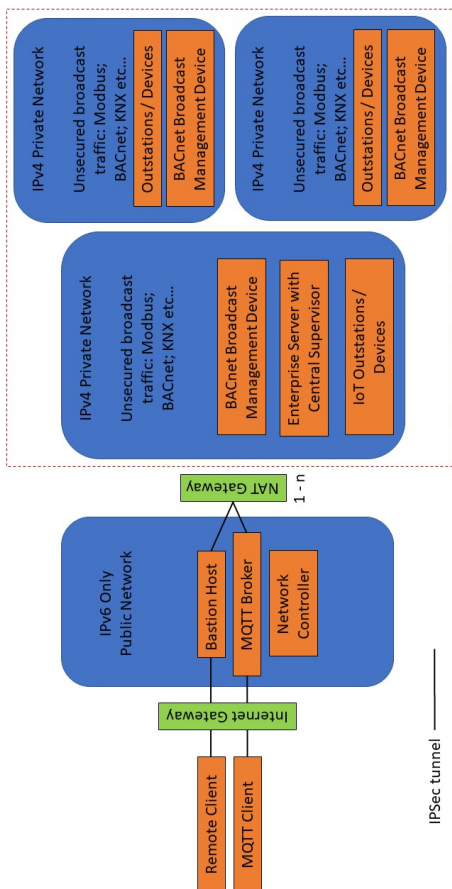 Remote Client
MQTT Client
Internet Gateway
IPv6 Only
Public Network
Bastion Host
MQTT Broker
Network
Controller
NAT Gateway
1 - n
IPv4 Private Network
Unsecured broadcast
traffic: Modbus;
BACnet; KNX etc...
BACnet Broadcast
Management Device
Enterprise Server with
Central Supervisor
IoT Outstations /
Devices
IPv4 Private Network
Unsecured broadcast
traffic: Modbus;
BACnet; KNX etc...
Outstations / Devices
BACnet Broadcast
Management Device
IPv4 Private Network
Unsecured broadcast
traffic: Modbus;
BACnet; KNX etc...
Outstations / Devices
BACnet Broadcast
Management Device
IPSec tunnel